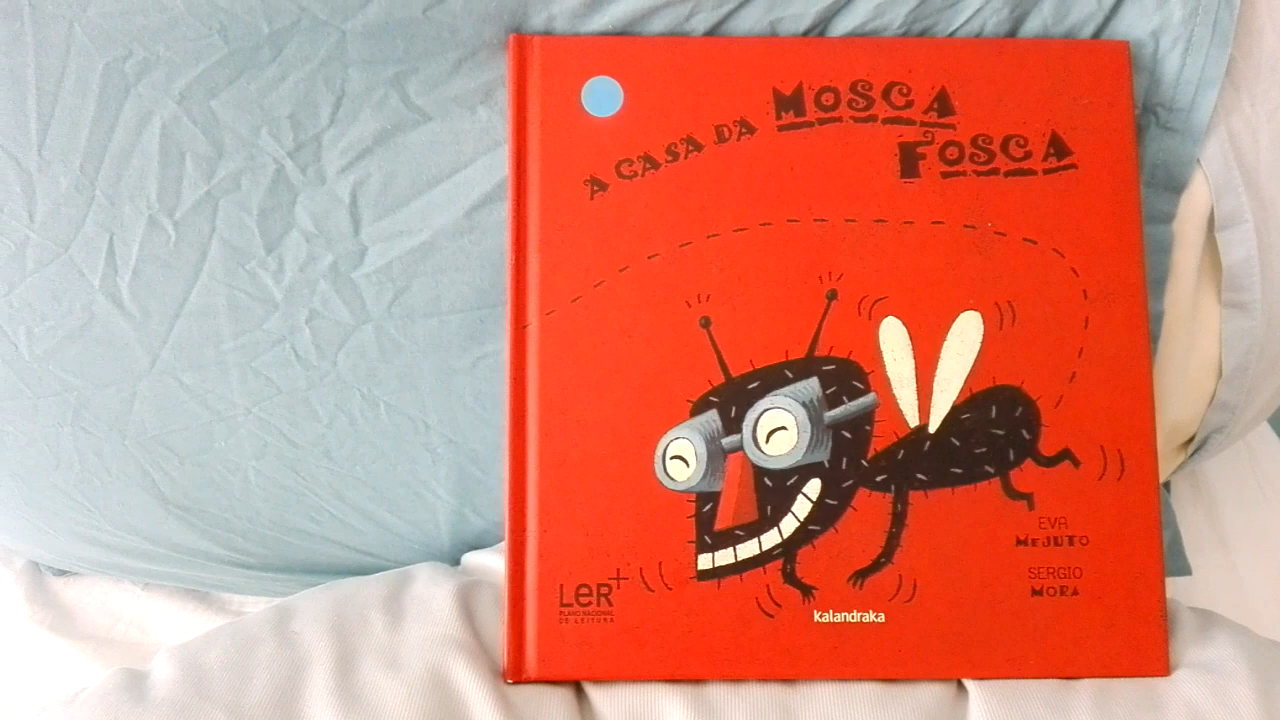 A CASA DA MOSCA
FOSCA
EVA
MEJUTO
SERGIO
MORA
LER+
PLANO NACIONAL
DE LEITURA
kalandraka